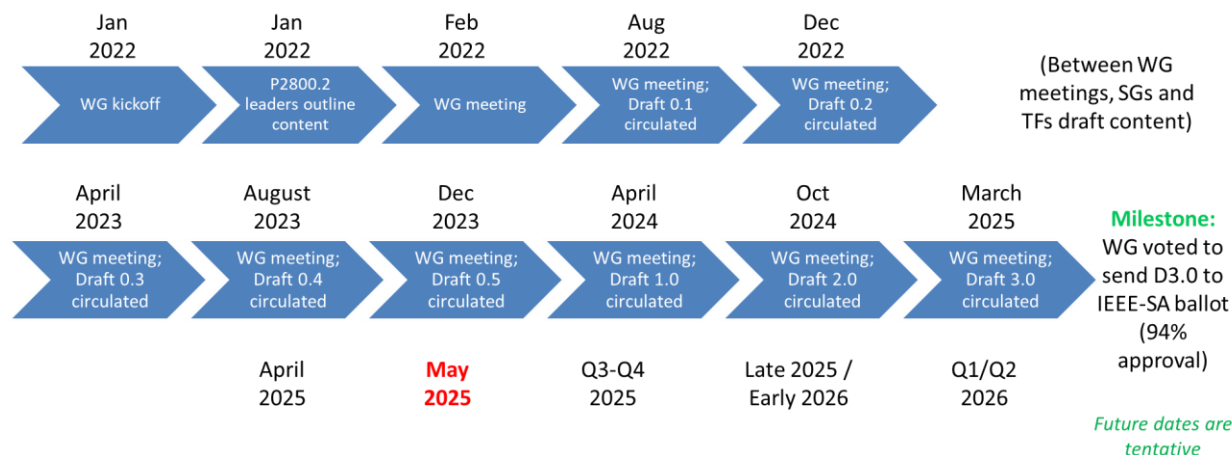 Jan
2022
Jan
2022
Feb
2022
Aug
2022
Dec
2022
WG kickoff
P2800.2
leaders outline
content
WG meeting
WG meeting;
Draft 0.1
circulated
WG meeting;
Draft 0.2
circulated
(Between WG
meetings, SGs and
TFs draft content)
April
2023
August
2023
Dec
2023
April
2024
Oct
2024
March
2025
WG meeting;
Draft 0.3
circulated
WG meeting;
Draft 0.4
circulated
WG meeting;
Draft 0.5
circulated
WG meeting;
Draft 1.0
circulated
WG meeting;
Draft 2.0
circulated
WG meeting;
Draft 3.0
circulated
Milestone:
WG voted to
send D3.0 to
IEEE-SA ballot
(94%
approval)
April
2025
May
2025
Q3-Q4
2025
Late 2025 /
Early 2026
Q1/Q2
2026
Future dates are
tentative